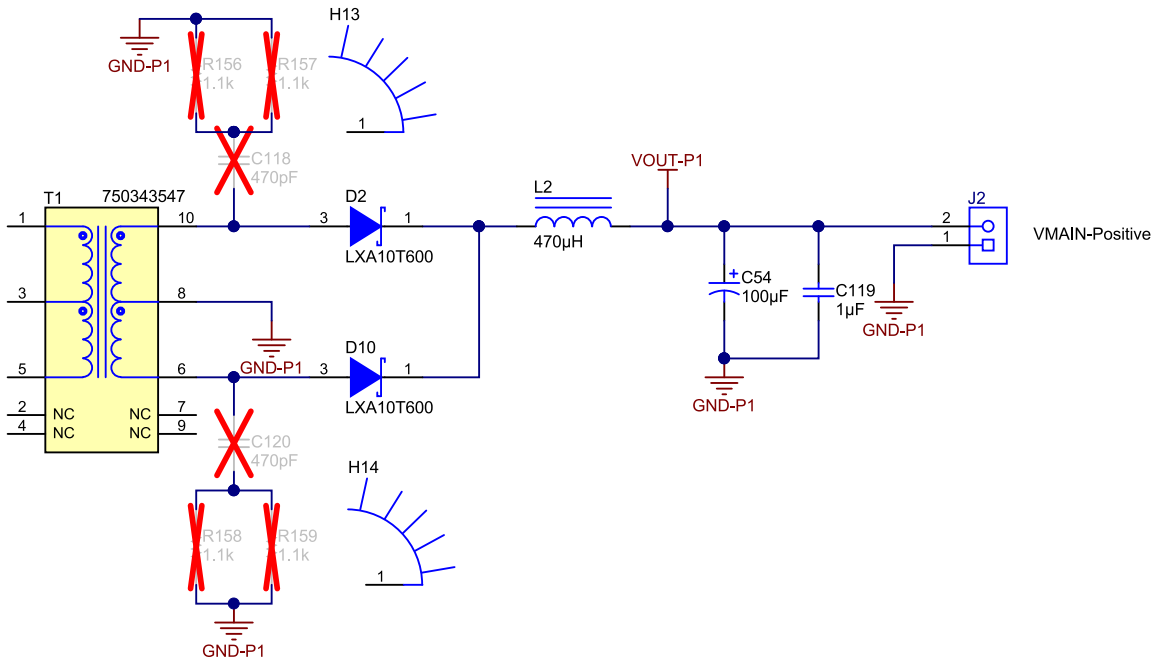 H13
GND-P1
R156
1.1k
R157
1.1k
1
C118
470pF
VOUT-P1
T1
750343547
D2
L2
J2
1
10
3
1
2
1
LXA10T600
470µH
VMAIN-Positive
3
8
C54
100µF
C119
1µF
GND-P1
GND-P1
D10
5
6
3
1
GND-P1
LXA10T600
2
NC
NC
7
4
NC
NC
9
C120
470pF
H14
R158
1.1k
R159
1.1k
1
GND-P1